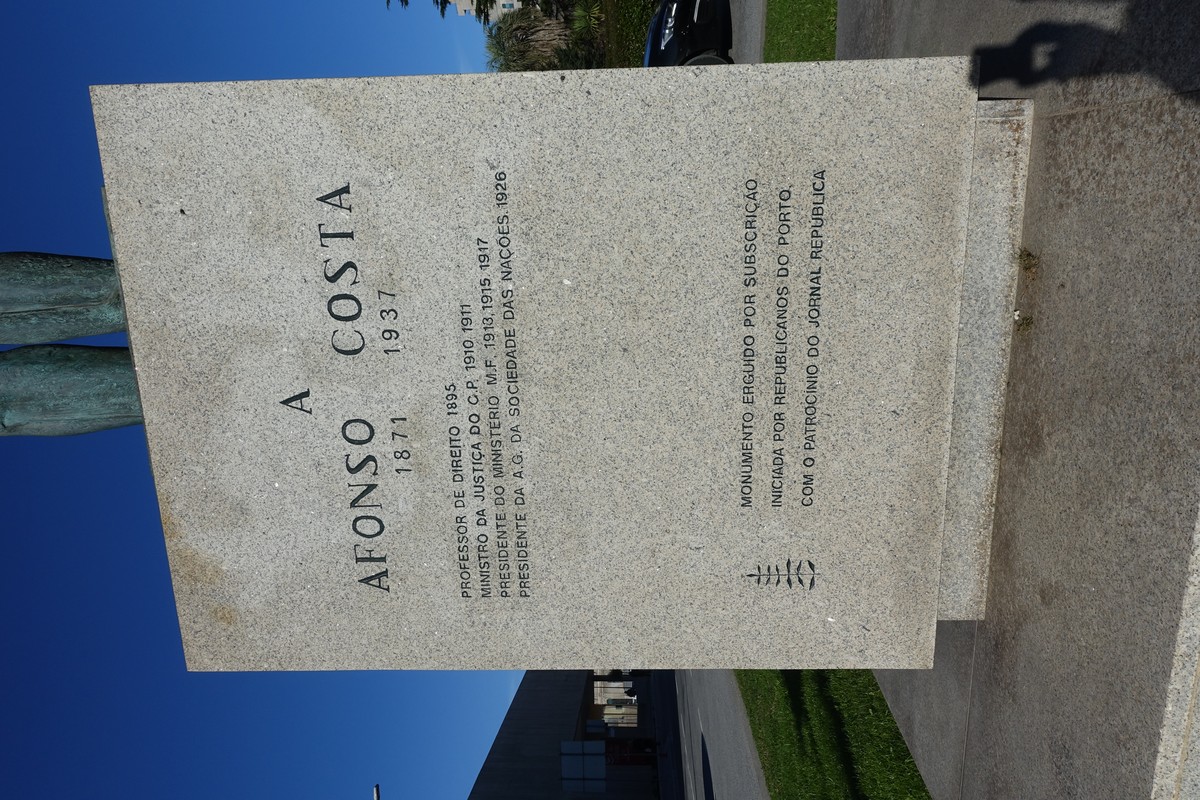 A
AFONSO COSTA
1871 1937
PROFESSOR DE DIREITO 1895
MINISTRO DA JUSTIÇA DO G.P. 1910 1911
PRESIDENTE DO MINISTÉRIO M.F. 1913,1915,1917
PRESIDENTE DA A.G. DA SOCIEDADE DAS NAÇÕES 1926
MONUMENTO ERGUIDO POR SUBSCRIÇÃO
INICIADA POR REPUBLICANOS DO PORTO,
COM O PATROCÍNIO DO JORNAL REPÚBLICA